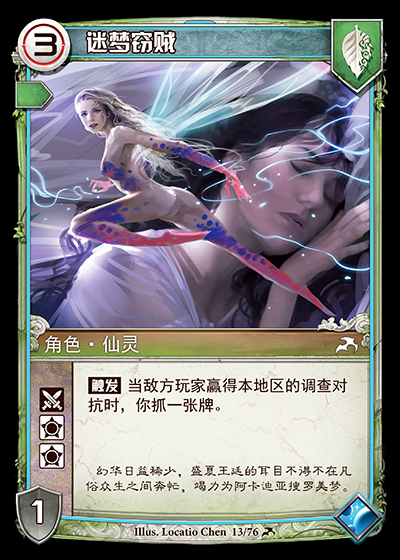 3
迷梦窃贼
角色·仙灵
触发 当敌方玩家赢得本地区的调查对
抗时，你抓一张牌。
幻华日益稀少，盛夏王廷的耳目不得不在凡
俗众生之间奔忙，竭力为阿卡迪亚搜罗美梦。
1
Illus. Locatio Chen 13/76